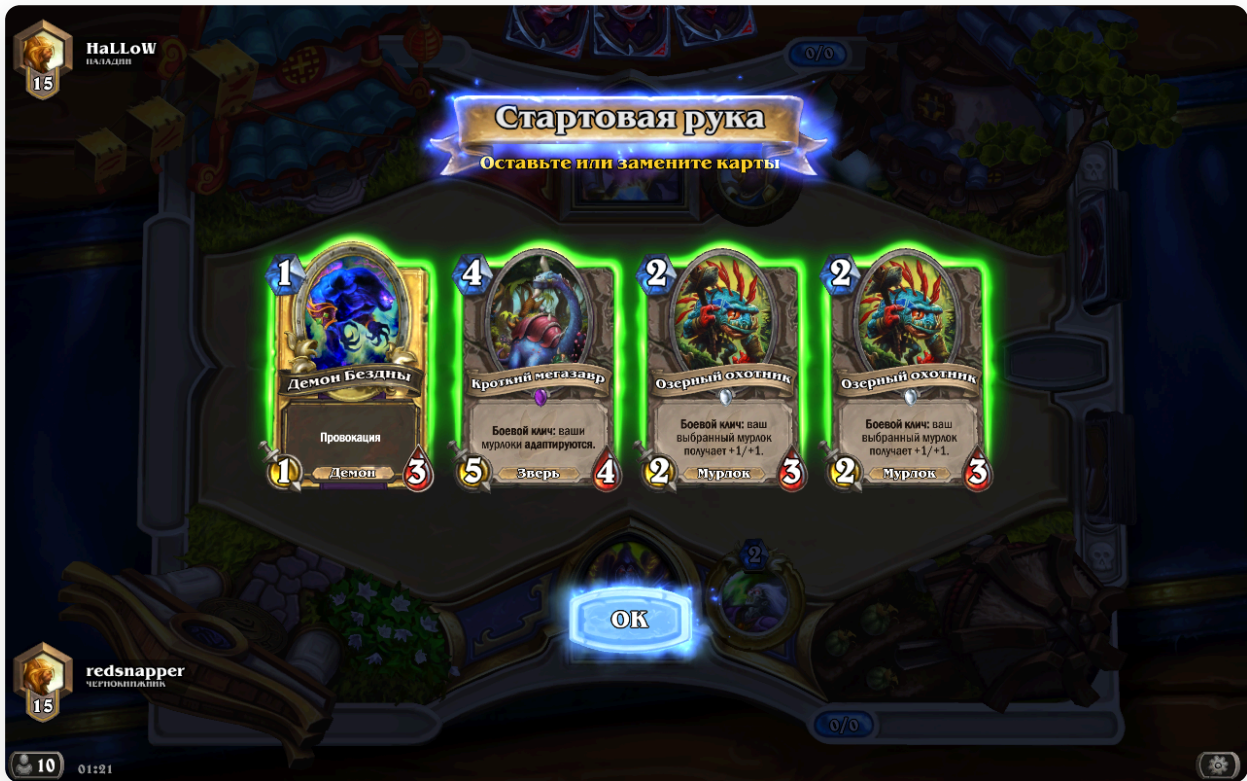 HaLLoW
НАЛАДИН
15
0/0
Стартовая рука
Оставьте или замените карты
1
4
2
2
Демон Бездны
Кроткий мегазавр
Озерный охотник
Озерный охотник
Провокация
Боевой клич: ваши
мурлоки адаптируются.
Боевой клич: ваш
выбранный мурлок
получает +1/+1.
Боевой клич: ваш
выбранный мурлок
получает +1/+1.
1
Демон
3
5
Зверь
4
2
Мурлок
3
2
Мурлок
3
2
ОК
redsnapper
ЧЕРНОКНИЖНИК
15
0/0
10
01:21